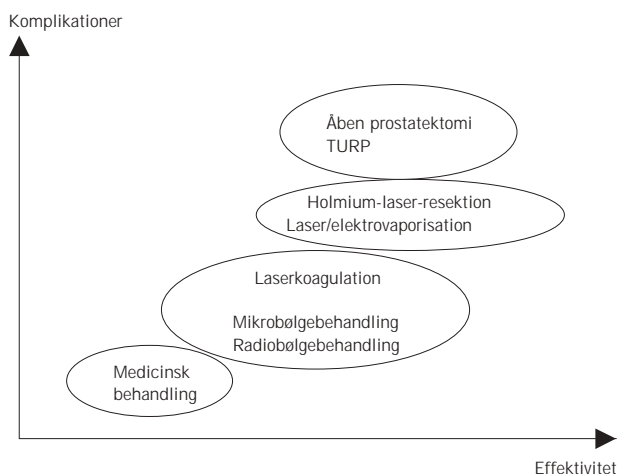 Komplikationer
Åben prostatektomi
TURP
Holmium-laser-resektion
Laser/elektrovaporisation
Laserkoagulation
Mikrobølgebehandling
Radiobølgebehandling
Medicinsk
behandling
Effektivitet